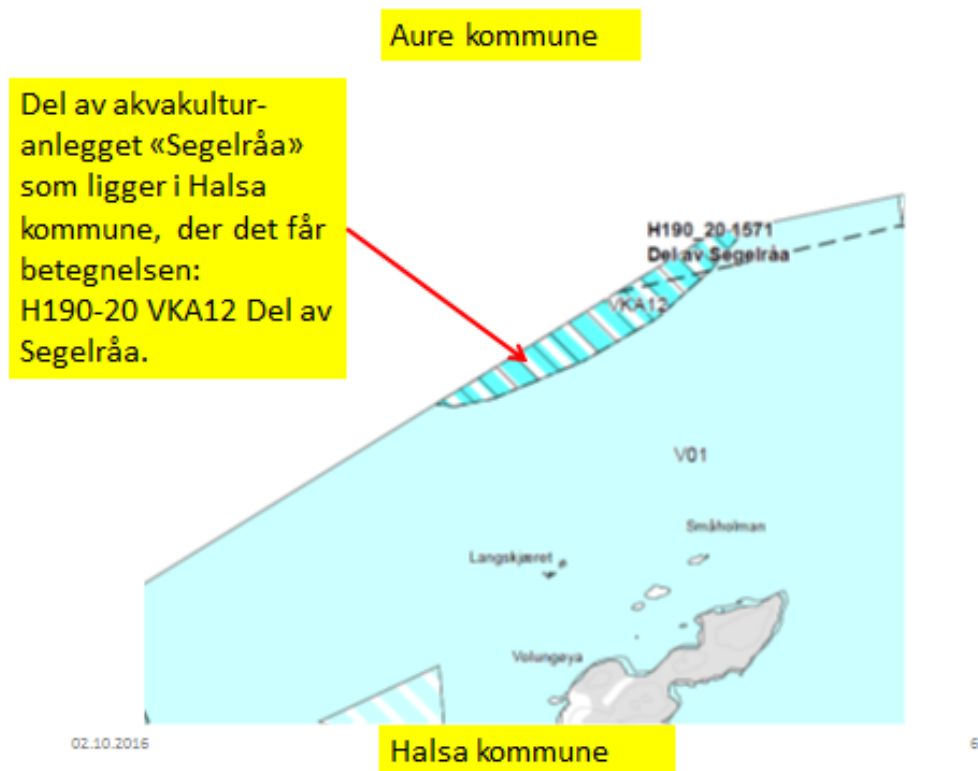 Aure kommune
Del av akvakultur-
anlegget «Segelråa»
som ligger i Halsa
kommune, der det får
betegnelsen:
H190-20 VKA12 Del av
Segelråa.
H190_20 1571
Del av Segelråa
VKA12
V01
Småholman
Langskjæret
Volungøya
02.10.2016
Halsa kommune
6